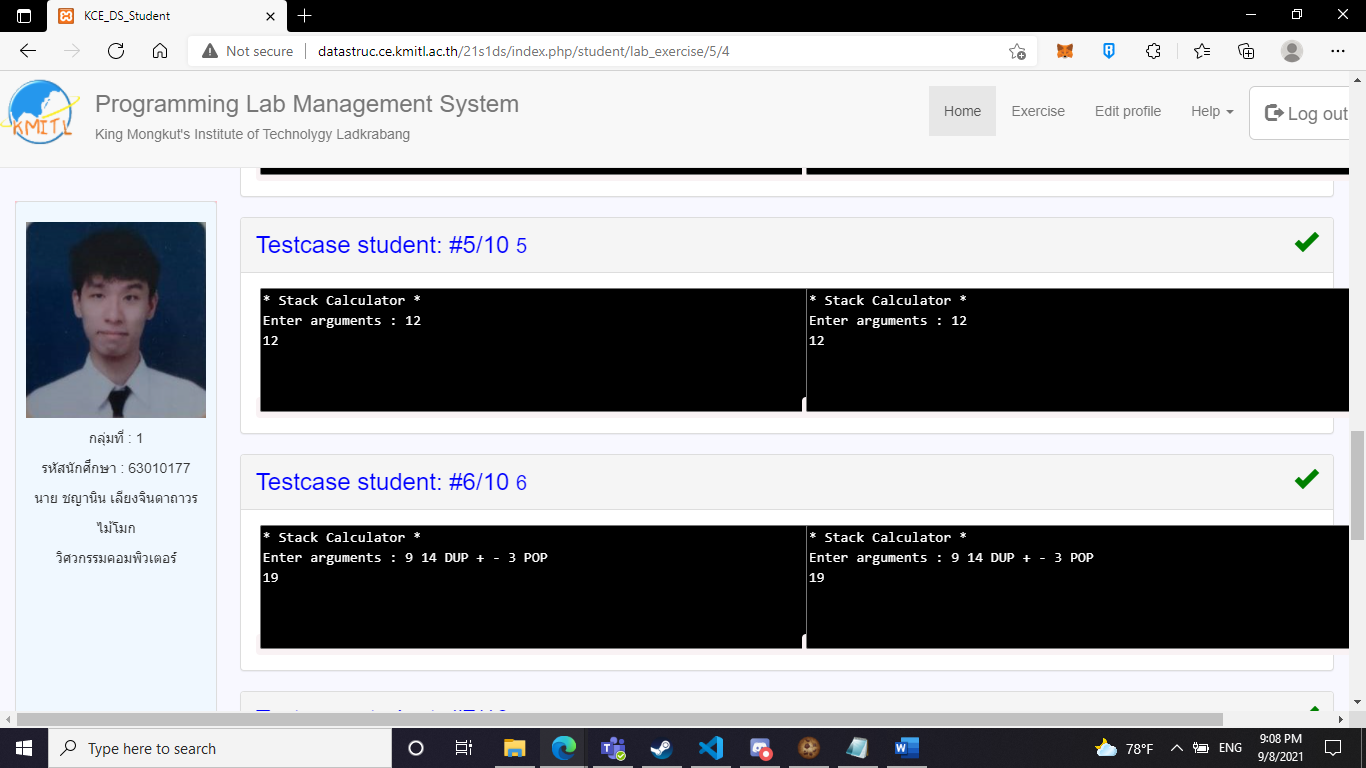 KCE_DS_Student
Not secure
datastruc.ce.kmitl.ac.th/21s1ds/index.php/student/lab_exercise/5/4
KMITL
Programming Lab Management System
King Mongkut's Institute of Technolygy Ladkrabang
Home
Exercise
Edit profile
Help
Log out
กลุ่มที่ : 1
รหัสนักศึกษา : 63010177
นาย ชญานิน เลียงจินดาถาวร
ไม้โมก
วิศวกรรมคอมพิวเตอร์
Testcase student: #5/10 5
* Stack Calculator *
Enter arguments : 12
12
* Stack Calculator *
Enter arguments : 12
12
Testcase student: #6/10 6
* Stack Calculator *
Enter arguments : 9 14 DUP + - 3 POP
19
* Stack Calculator *
Enter arguments : 9 14 DUP + - 3 POP
19
Type here to search
78°F
ENG
9:08 PM
9/8/2021